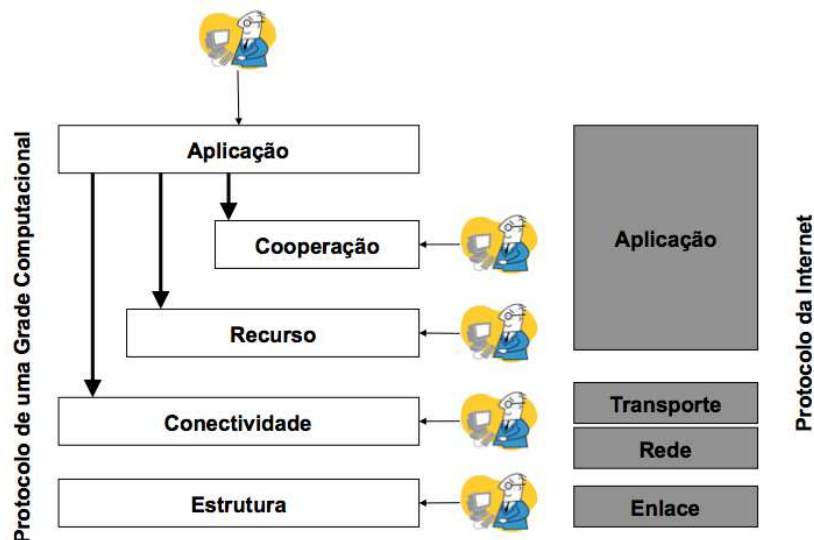 Protocolo de uma Grade Computacional
Aplicação
Cooperação
Recurso
Conectividade
Estrutura
Aplicação
Transporte
Rede
Enlace
Protocolo da Internet